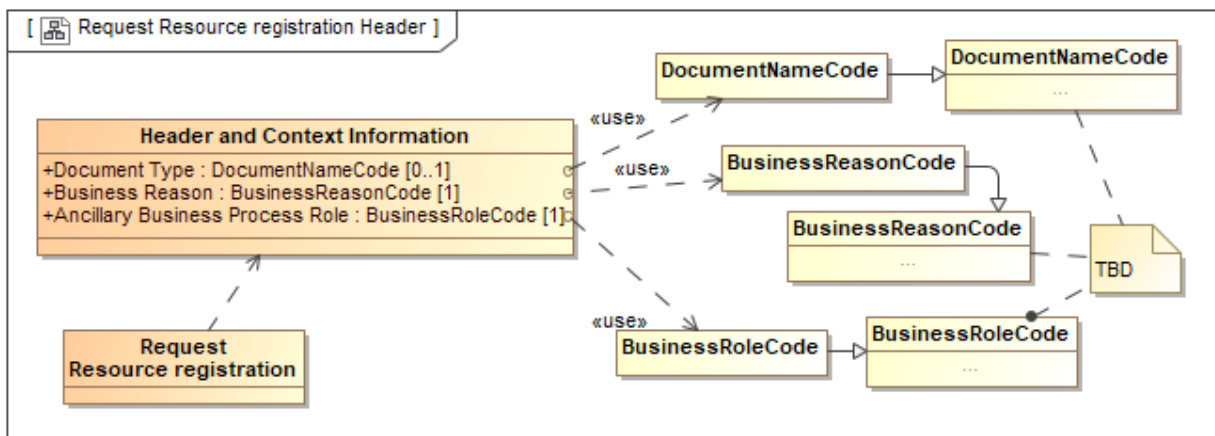 [ Request Resource registration Header ]
DocumentNameCode
DocumentNameCode
...
«use»
Header and Context Information
+Document Type : DocumentNameCode [0..1]
+Business Reason : BusinessReasonCode [1]
+Ancillary Business Process Role : BusinessRoleCode [1]
«use»
BusinessReasonCode
BusinessReasonCode
...
TBD
«use»
BusinessRoleCode
BusinessRoleCode
...
Request
Resource registration